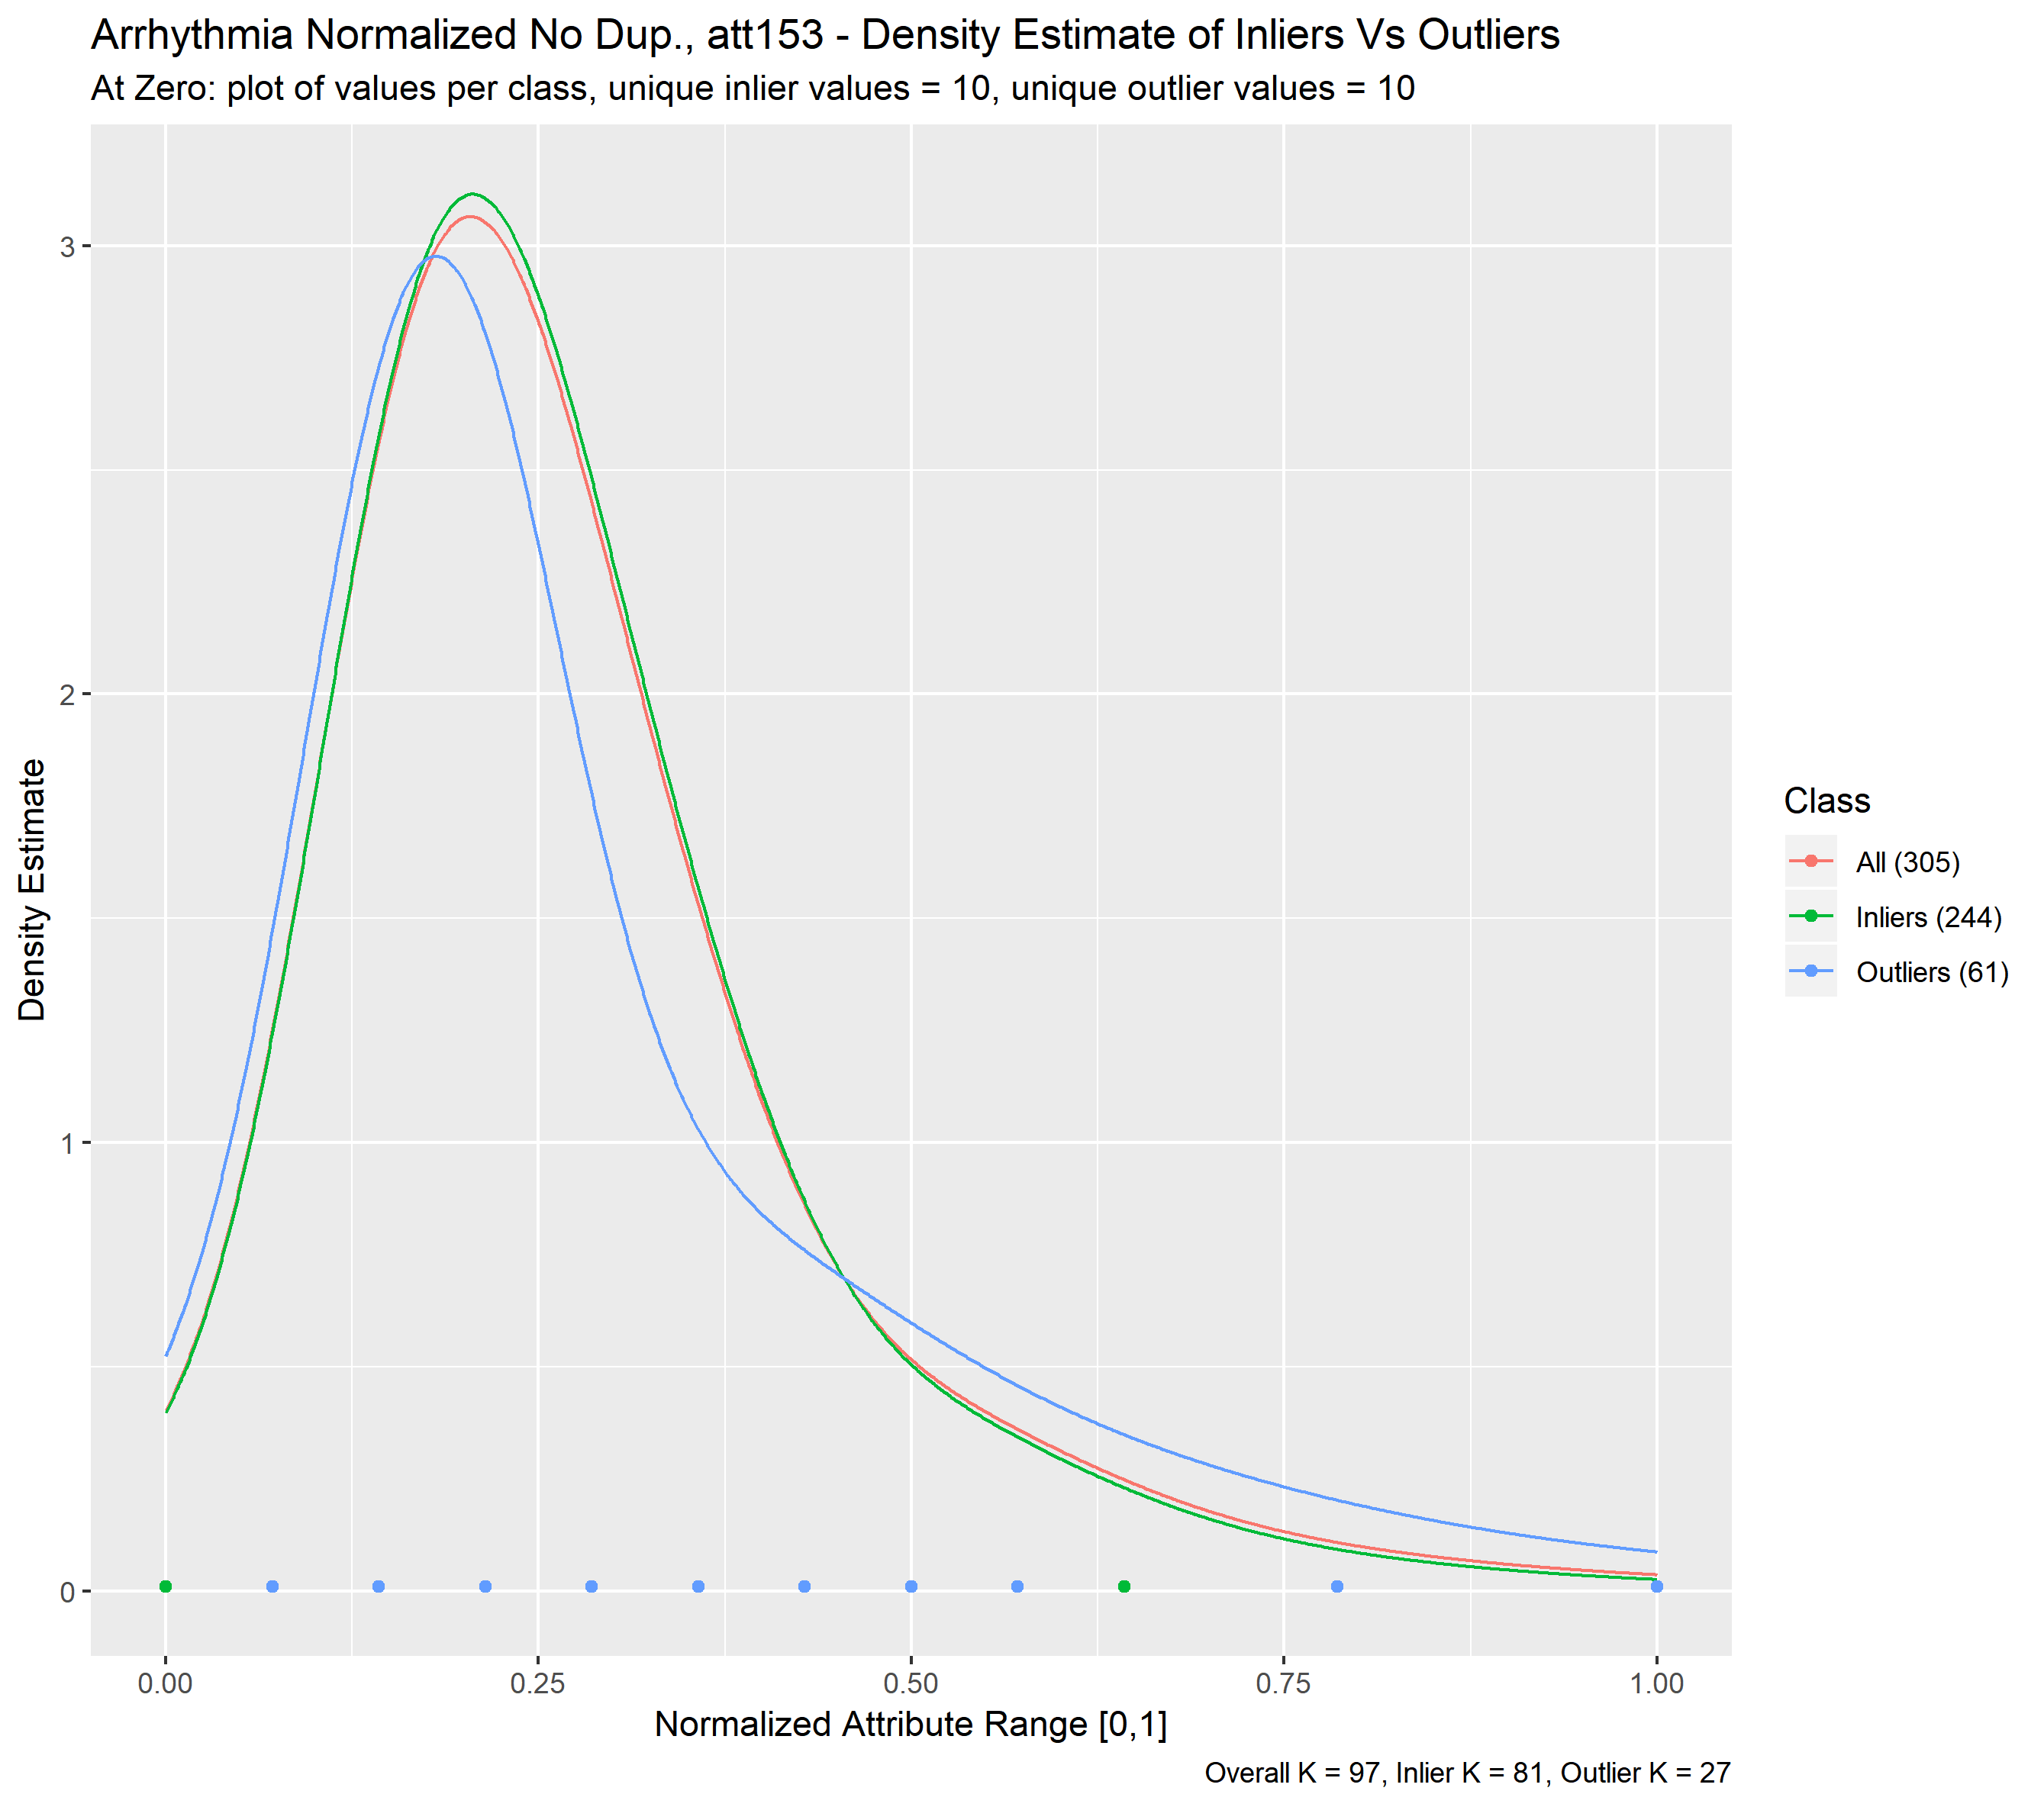 Arrhythmia Normalized No Dup., att153 - Density Estimate of Inliers Vs Outliers
At Zero: plot of values per class, unique inlier values = 10, unique outlier values = 10
3
2
1
0
Density Estimate
0.00 0.25 0.50 0.75 1.00
Normalized Attribute Range [0,1]
Class
All (305)
Inliers (244)
Outliers (61)
Overall K = 97, Inlier K = 81, Outlier K = 27